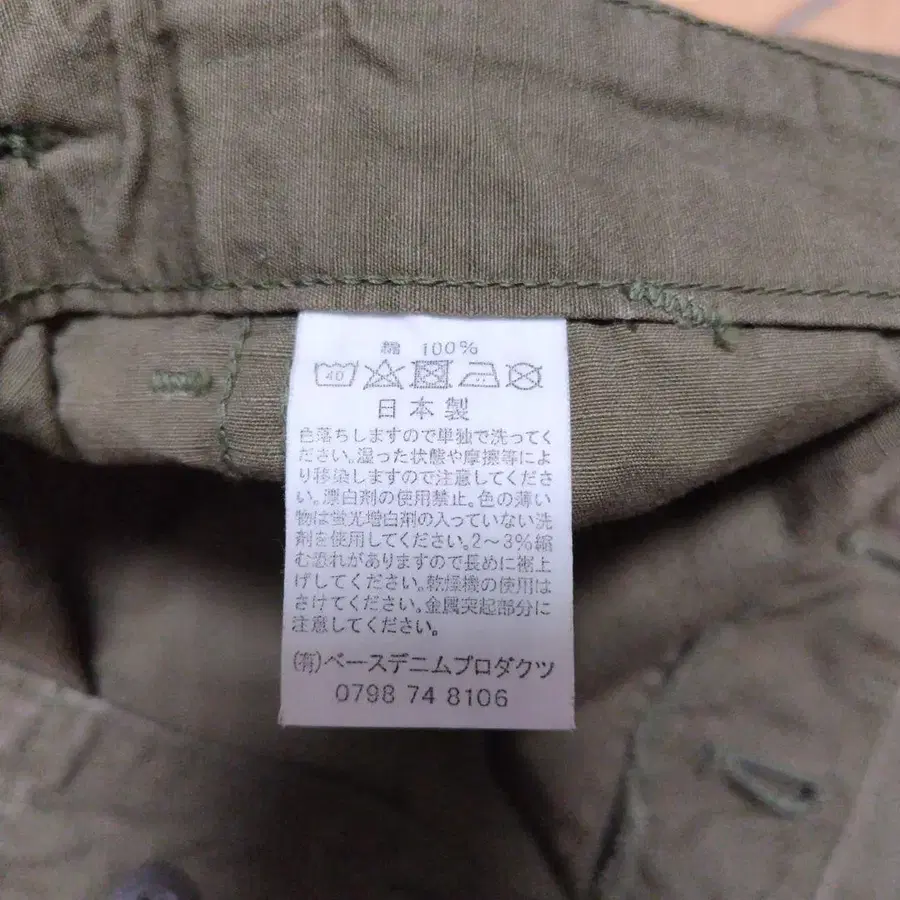 綿 100%
40
日本製
色落ちしますので単独で洗ってく
ださい。湿った状態や摩擦等によ
り移染しますので注意してください。
漂白剤の使用禁止。色の薄い
物は蛍光増白剤の入っていない洗
剤を使用してください。2～3%縮
む恐れがありますので長めに裾上
げしてください。乾燥機の使用は
さけてください。金属突起部分に
注意してください。
(有)ベースデニムプロダクツ
0798 74 8106